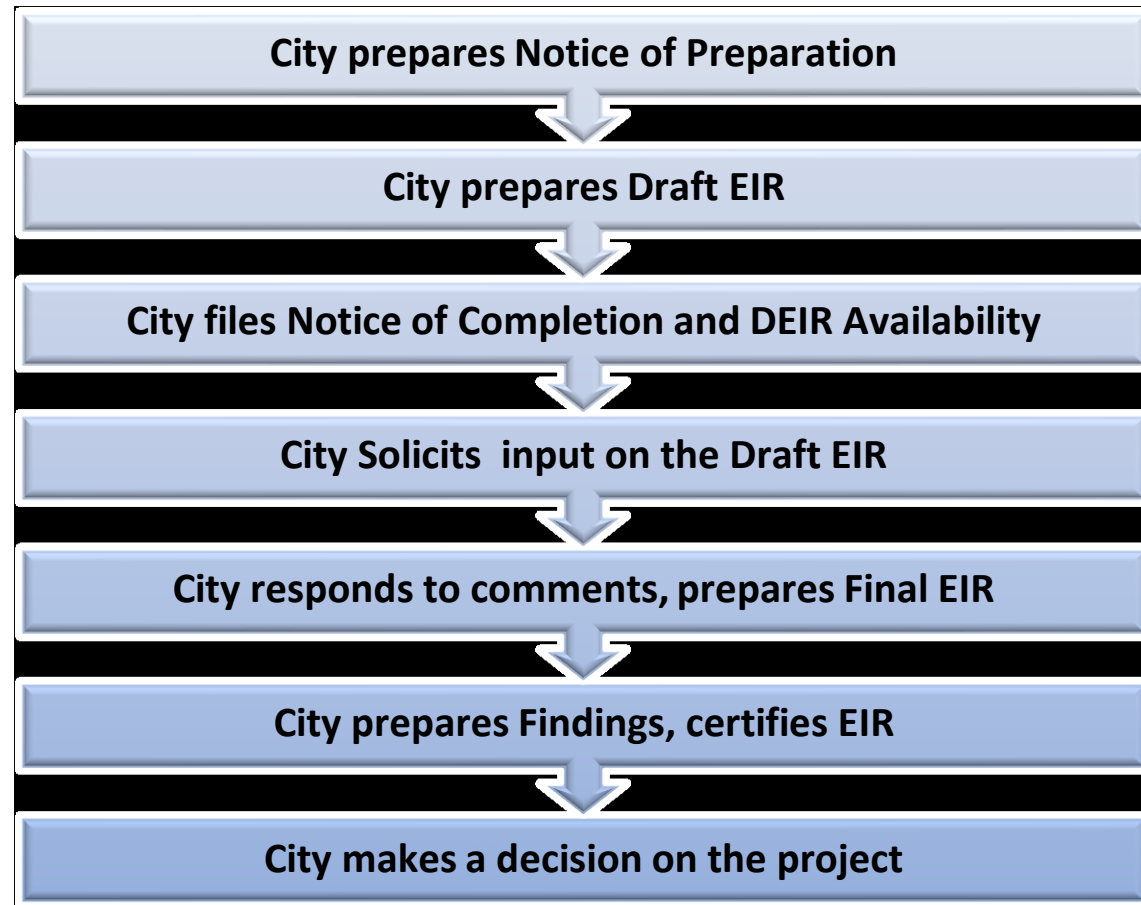 City prepares Notice of Preparation
City prepares Draft EIR
City files Notice of Completion and DEIR Availability
City Solicits  input on the Draft EIR
City responds to comments, prepares Final EIR
City prepares Findings, certifies EIR
City makes a decision on the project